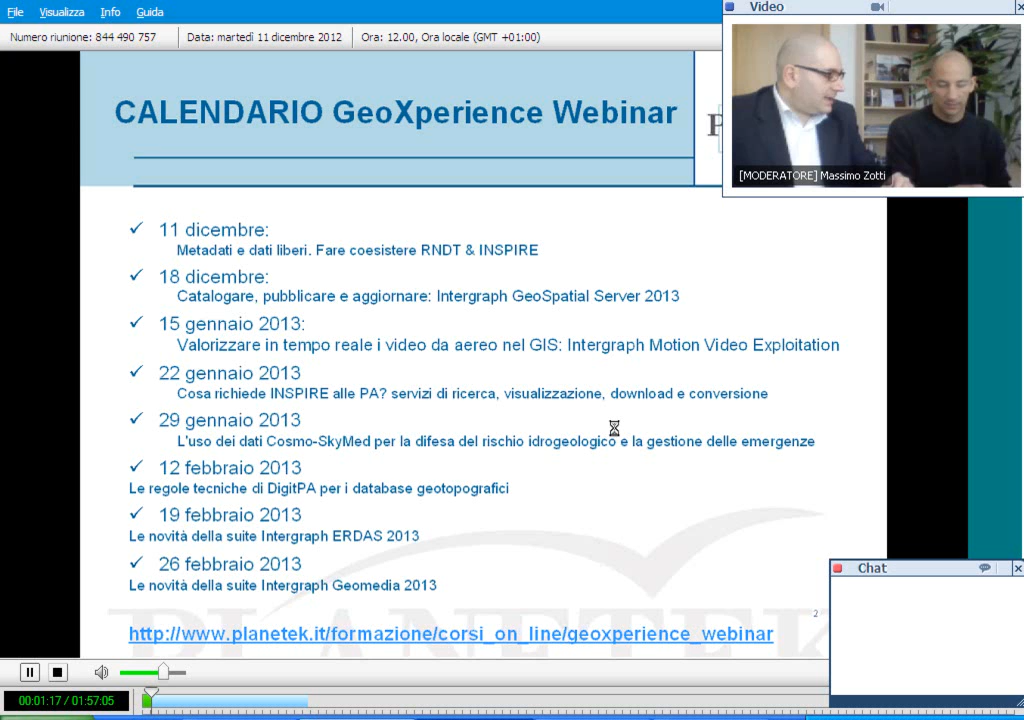 File Visualizza Info Guida
Video
Numero riunione: 844 490 757 Data: martedì 11 dicembre 2012 Ora: 12.00, Ora locale (GMT +01:00)
CALENDARIO GeoXperience Webinar
P
[MODERATORE] Massimo Zotti
11 dicembre:
Metadati e dati liberi. Fare coesistere RNDT & INSPIRE
18 dicembre:
Catalogare, pubblicare e aggiornare: Intergraph GeoSpatial Server 2013
15 gennaio 2013:
Valorizzare in tempo reale i video da aereo nel GIS: Intergraph Motion Video Exploitation
22 gennaio 2013
Cosa richiede INSPIRE alle PA? servizi di ricerca, visualizzazione, download e conversione
29 gennaio 2013
L'uso dei dati Cosmo-SkyMed per la difesa del rischio idrogeologico e la gestione delle emergenze
12 febbraio 2013
Le regole tecniche di DigitPA per i database geotopografici
19 febbraio 2013
Le novità della suite Intergraph ERDAS 2013
26 febbraio 2013
Le novità della suite Intergraph Geomedia 2013
Chat
2
PLANETEK
http://www.planetek.it/formazione/corsi_on_line/geoxperience_webinar
00:01:17 / 01:57:05